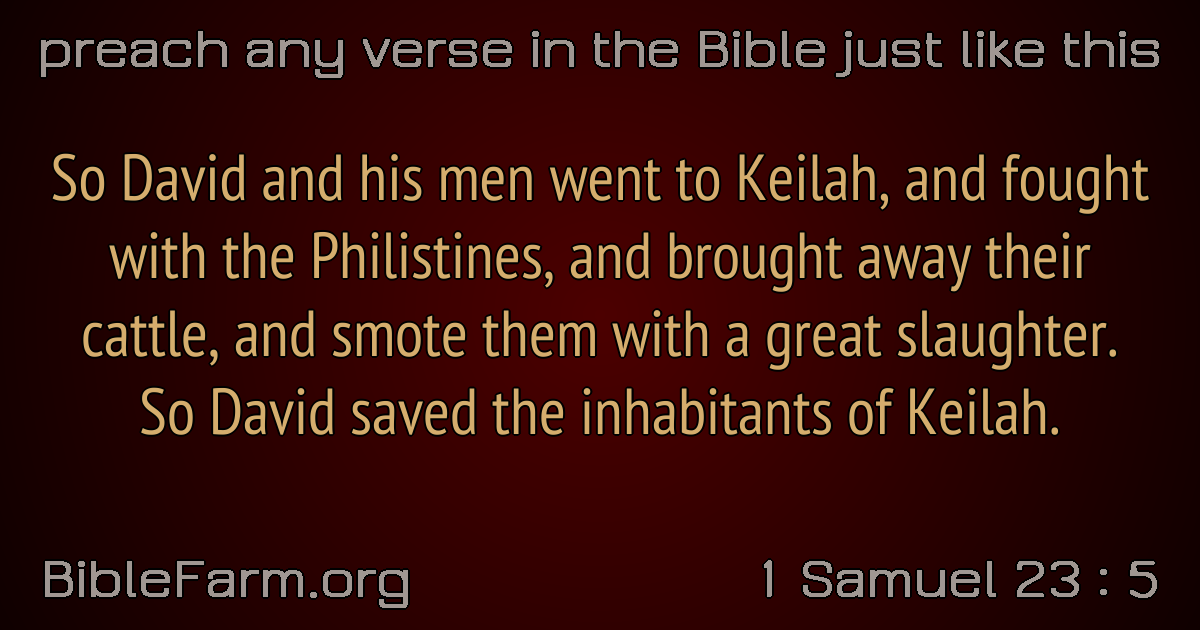 preach any verse in the Bible just like this
So David and his men went to Keilah, and fought
with the Philistines, and brought away their
cattle, and smote them with a great slaughter.
So David saved the inhabitants of Keilah.
BibleFarm.org
1 Samuel 23 : 5